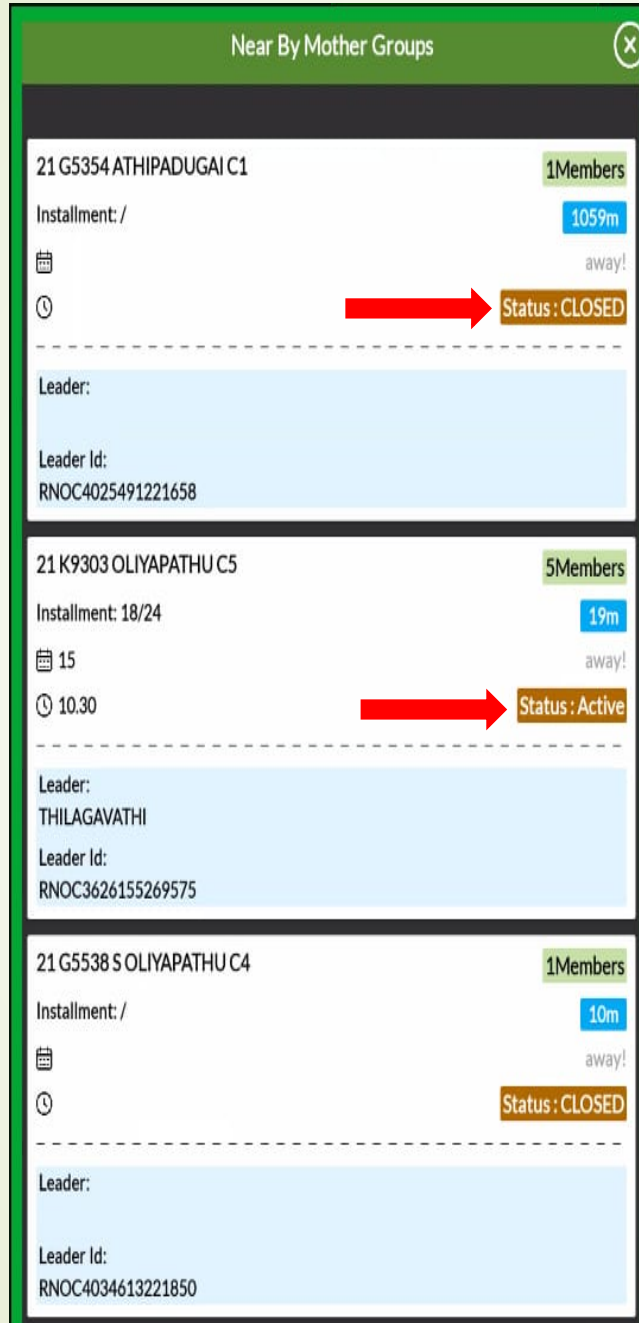 Near By Mother Groups
21 G5354 ATHIPADUGAI C1
1Members
Installment: /
1059m
away!
Status : CLOSED
Leader:
Leader Id:
RNOC4025491221658
21 K9303 OLIYAPATHU C5
5Members
Installment: 18/24
19m
15
away!
10.30
Status : Active
Leader:
THILAGAVATHI
Leader Id:
RNOC3626155269575
21 G5538 S OLIYAPATHU C4
1Members
Installment: /
10m
away!
Status : CLOSED
Leader:
Leader Id:
RNOC4034613221850